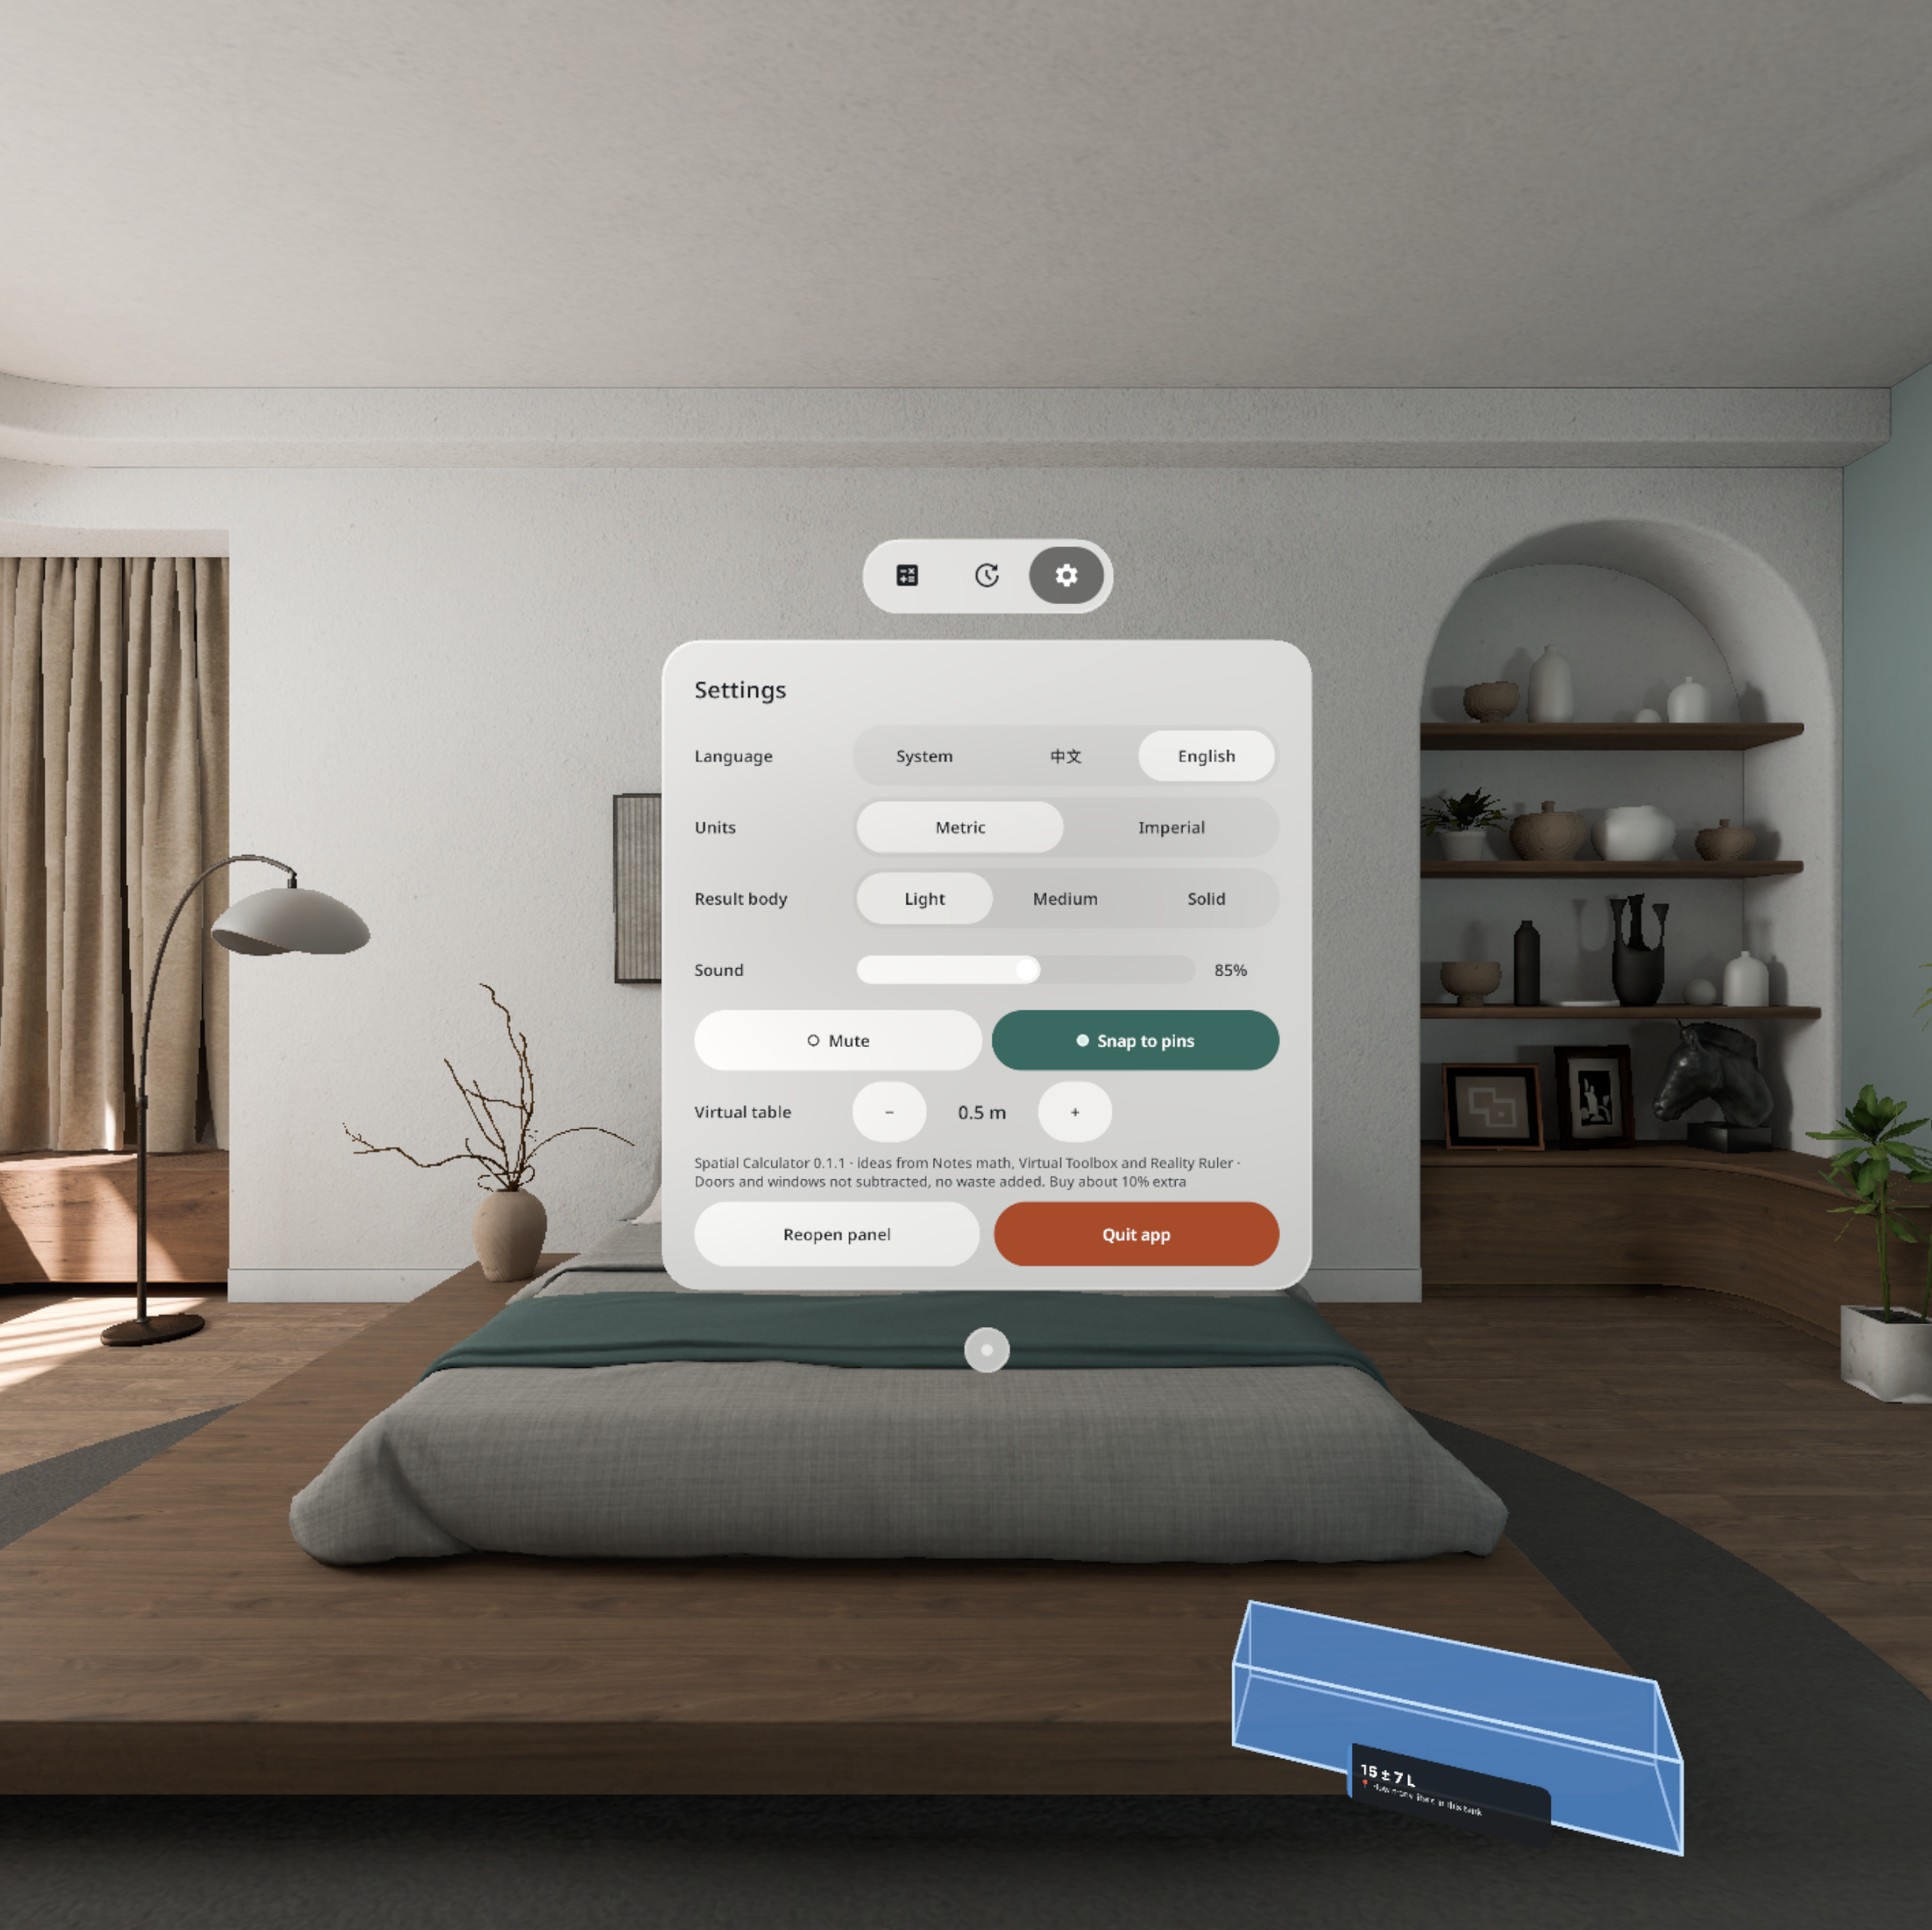 Settings
Language System 中文 English
Units Metric Imperial
Result body Light Medium Solid
Sound 85%
Mute Snap to pins
Virtual table − 0.5 m +
Spatial Calculator 0.1.1 · ideas from Notes math, Virtual Toolbox and Reality Ruler ·
Doors and windows not subtracted, no waste added. Buy about 10% extra
Reopen panel Quit app
15 ± 7 L